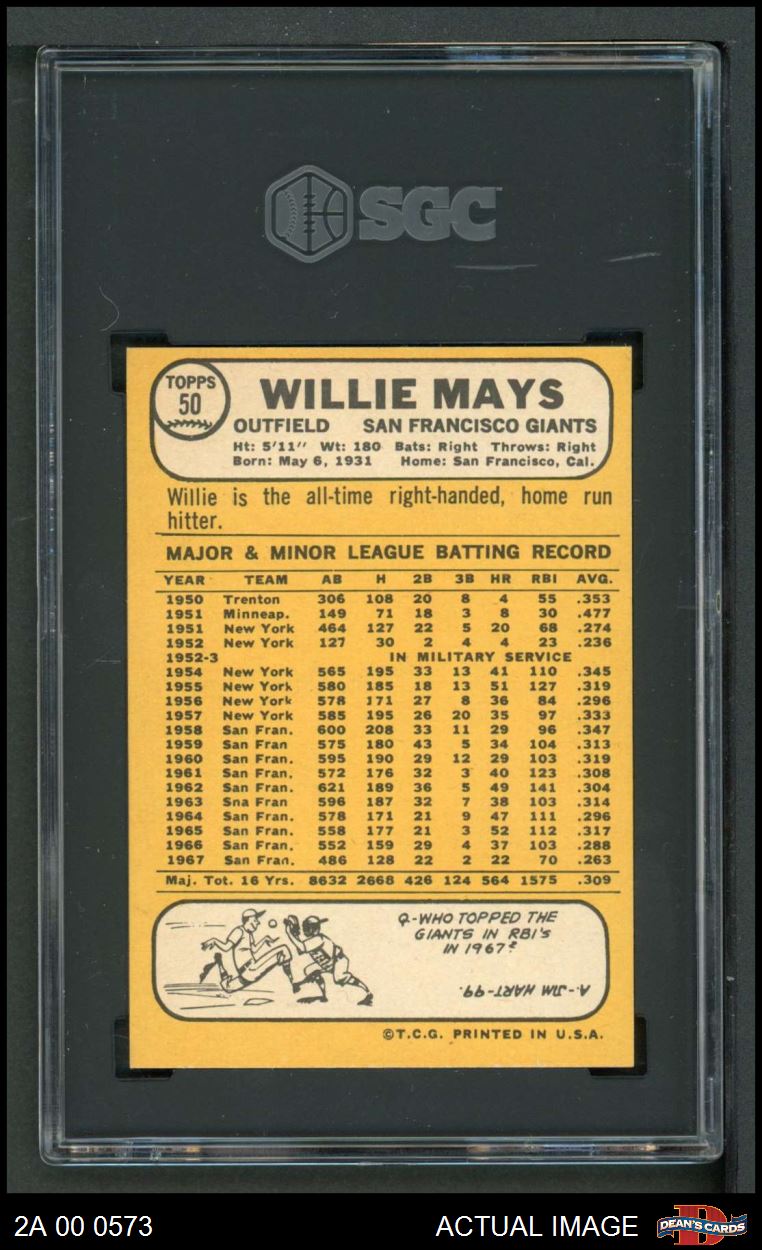 SGC
TOPPS
50
WILLIE MAYS
OUTFIELD SAN FRANCISCO GIANTS
Ht: 5'11" Wt: 180 Bats: Right Throws: Right
Born: May 6, 1931 Home: San Francisco, Cal.
Willie is the all-time right-handed, home run
hitter.
MAJOR & MINOR LEAGUE BATTING RECORD
YEAR TEAM AB H 2B 3B HR RBI AVG.
1950 Trenton 306 108 20 8 4 55 .353
1951 Minneap. 149 71 18 3 8 30 .477
1951 New York 464 127 22 5 20 68 .274
1952 New York 127 30 2 4 4 23 .236
1952-3 IN MILITARY SERVICE
1954 New York 565 195 33 13 41 110 .345
1955 New York 580 185 18 13 51 127 .319
1956 New York 578 171 27 8 36 84 .296
1957 New York 585 195 26 20 35 97 .333
1958 San Fran. 600 208 33 11 29 96 .347
1959 San Fran 575 180 43 5 34 104 .313
1960 San Fran. 595 190 29 12 29 103 .319
1961 San Fran. 572 176 32 3 40 123 .308
1962 San Fran. 621 189 36 5 49 141 .304
1963 Sna Fran 596 187 32 7 38 103 .314
1964 San Fran. 578 171 21 9 47 111 .296
1965 San Fran. 558 177 21 3 52 112 .317
1966 San Fran. 552 159 29 4 37 103 .288
1967 San Fran. 486 128 22 2 22 70 .263
Maj. Tot. 16 Yrs. 8632 2668 426 124 564 1575 .309
Q-WHO TOPPED THE
GIANTS IN RBI'S
IN 1967?
A.-JIM HART-99.
©T.C.G. PRINTED IN U.S.A.
2A 00 0573 ACTUAL IMAGE DEAN'S CARDS